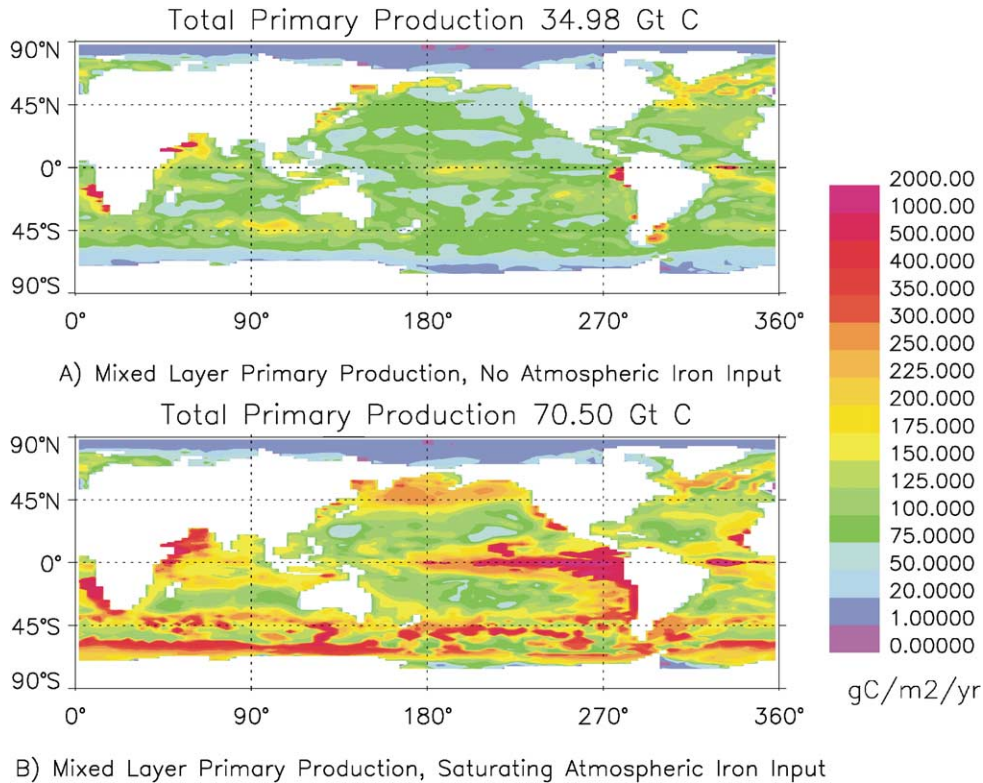 Total Primary Production 34.98 Gt C
90°N
45°N
0°
45°S
90°S
0° 90° 180° 270° 360°
A) Mixed Layer Primary Production, No Atmospheric Iron Input
Total Primary Production 70.50 Gt C
90°N
45°N
0°
45°S
90°S
0° 90° 180° 270° 360°
B) Mixed Layer Primary Production, Saturating Atmospheric Iron Input
2000.00
1000.00
500.000
400.000
350.000
300.000
250.000
225.000
200.000
175.000
150.000
125.000
100.000
75.0000
50.0000
20.0000
1.00000
0.00000
gC/m2/yr